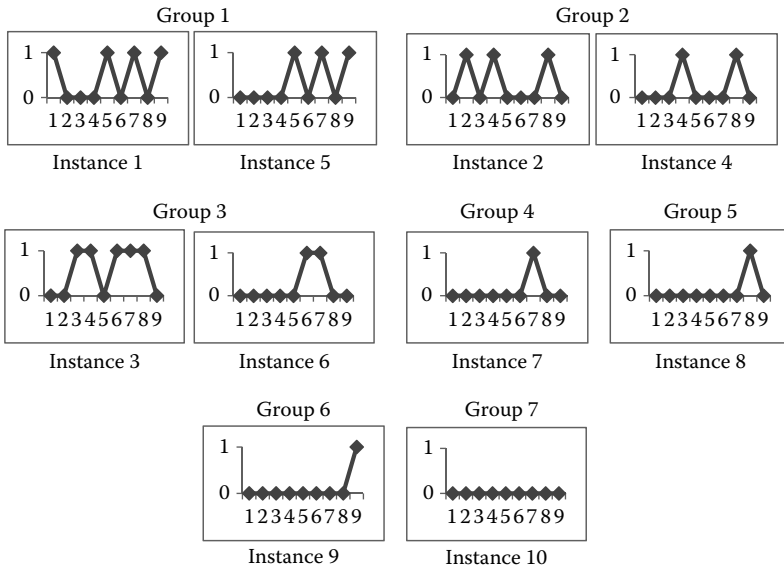 Group 1
Group 2
1
0
123456789
Instance 1
1
0
123456789
Instance 5
1
0
123456789
Instance 2
1
0
123456789
Instance 4
Group 3
Group 4
Group 5
1
0
123456789
Instance 3
1
0
123456789
Instance 6
1
0
123456789
Instance 7
1
0
123456789
Instance 8
Group 6
Group 7
1
0
123456789
Instance 9
1
0
123456789
Instance 10